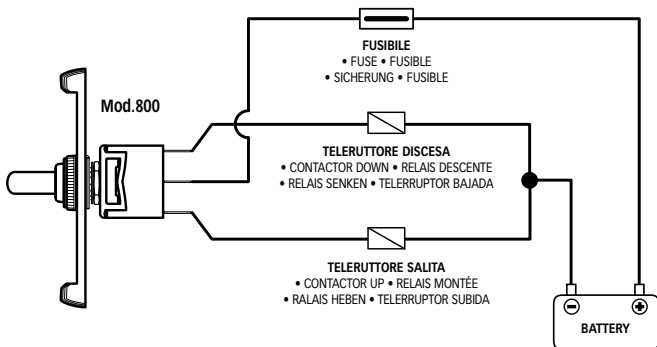 FUSIBILE
• FUSE • FUSIBLE
• SICHERUNG • FUSIBLE
Mod.800
TELERUTTORE DISCESA
• CONTACTOR DOWN • RELAIS DESCENTE
• RELAIS SENKEN • TELERRUPTOR BAJADA
TELERUTTORE SALITA
• CONTACTOR UP • RELAIS MONTÉE
• RALAIS HEBEN • TELERRUPTOR SUBIDA
− +
BATTERY